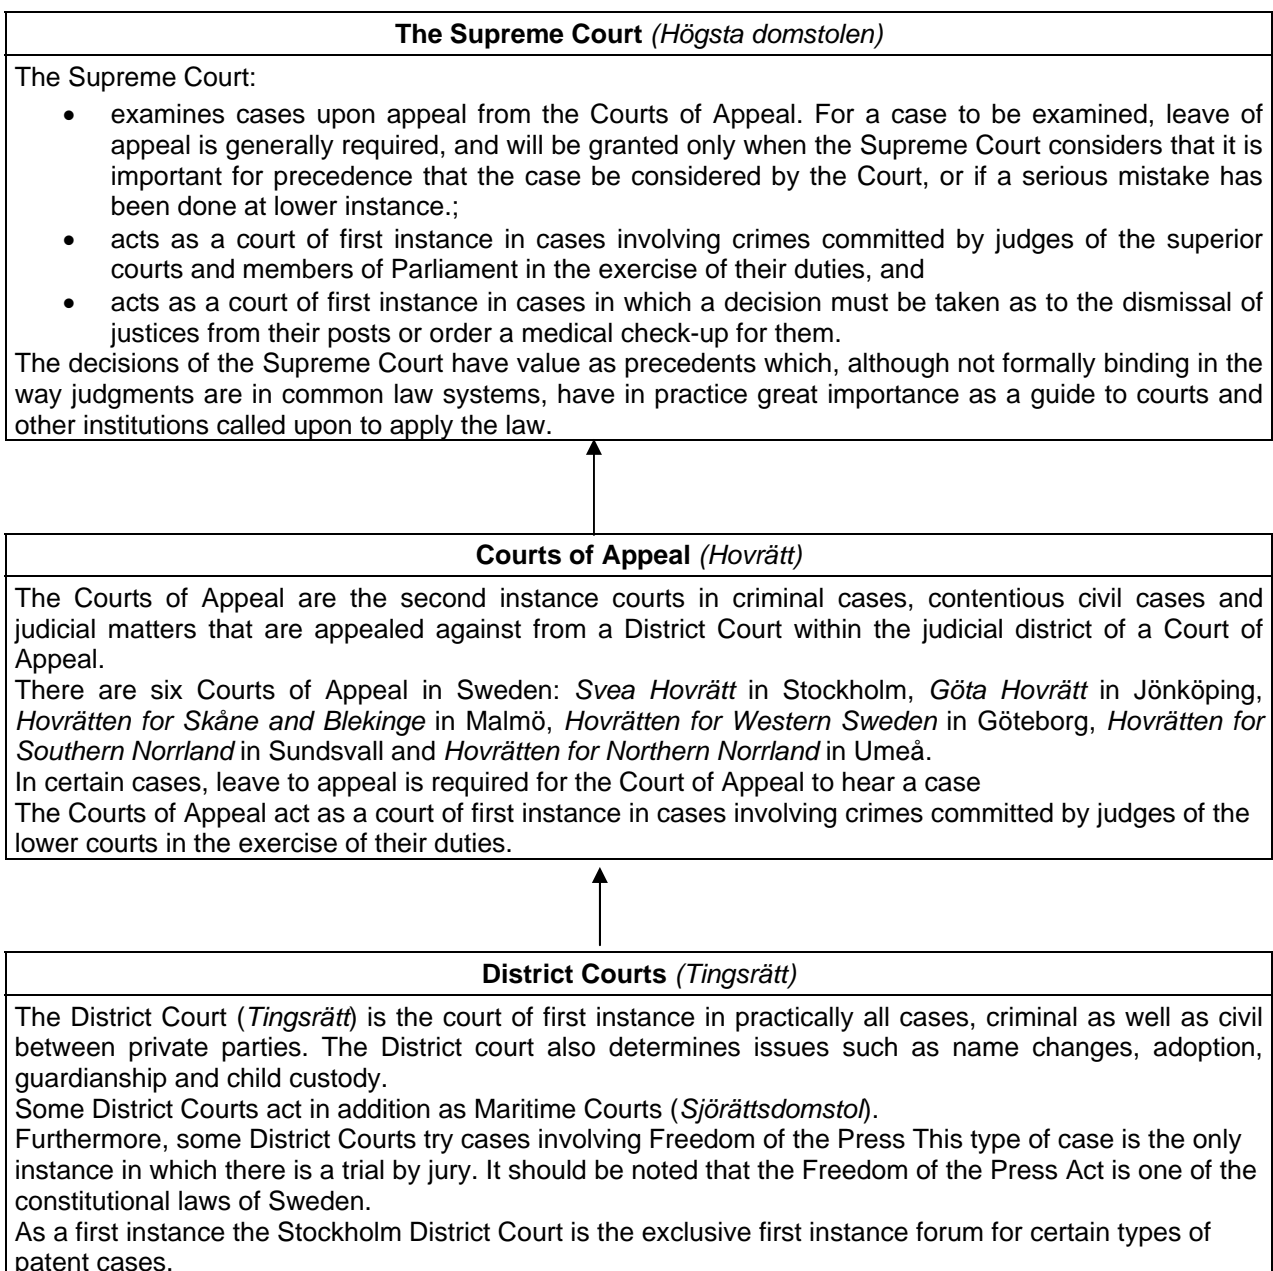 The Supreme Court (Högsta domstolen)
The Supreme Court:
• examines cases upon appeal from the Courts of Appeal. For a case to be examined, leave of
appeal is generally required, and will be granted only when the Supreme Court considers that it is
important for precedence that the case be considered by the Court, or if a serious mistake has
been done at lower instance.;
• acts as a court of first instance in cases involving crimes committed by judges of the superior
courts and members of Parliament in the exercise of their duties, and
• acts as a court of first instance in cases in which a decision must be taken as to the dismissal of
justices from their posts or order a medical check-up for them.
The decisions of the Supreme Court have value as precedents which, although not formally binding in the
way judgments are in common law systems, have in practice great importance as a guide to courts and
other institutions called upon to apply the law.
Courts of Appeal (Hovrätt)
The Courts of Appeal are the second instance courts in criminal cases, contentious civil cases and
judicial matters that are appealed against from a District Court within the judicial district of a Court of
Appeal.
There are six Courts of Appeal in Sweden: Svea Hovrätt in Stockholm, Göta Hovrätt in Jönköping,
Hovrätten for Skåne and Blekinge in Malmö, Hovrätten for Western Sweden in Göteborg, Hovrätten for
Southern Norrland in Sundsvall and Hovrätten for Northern Norrland in Umeå.
In certain cases, leave to appeal is required for the Court of Appeal to hear a case
The Courts of Appeal act as a court of first instance in cases involving crimes committed by judges of the
lower courts in the exercise of their duties.
District Courts (Tingsrätt)
The District Court (Tingsrätt) is the court of first instance in practically all cases, criminal as well as civil
between private parties. The District court also determines issues such as name changes, adoption,
guardianship and child custody.
Some District Courts act in addition as Maritime Courts (Sjörättsdomstol).
Furthermore, some District Courts try cases involving Freedom of the Press This type of case is the only
instance in which there is a trial by jury. It should be noted that the Freedom of the Press Act is one of the
constitutional laws of Sweden.
As a first instance the Stockholm District Court is the exclusive first instance forum for certain types of
patent cases.